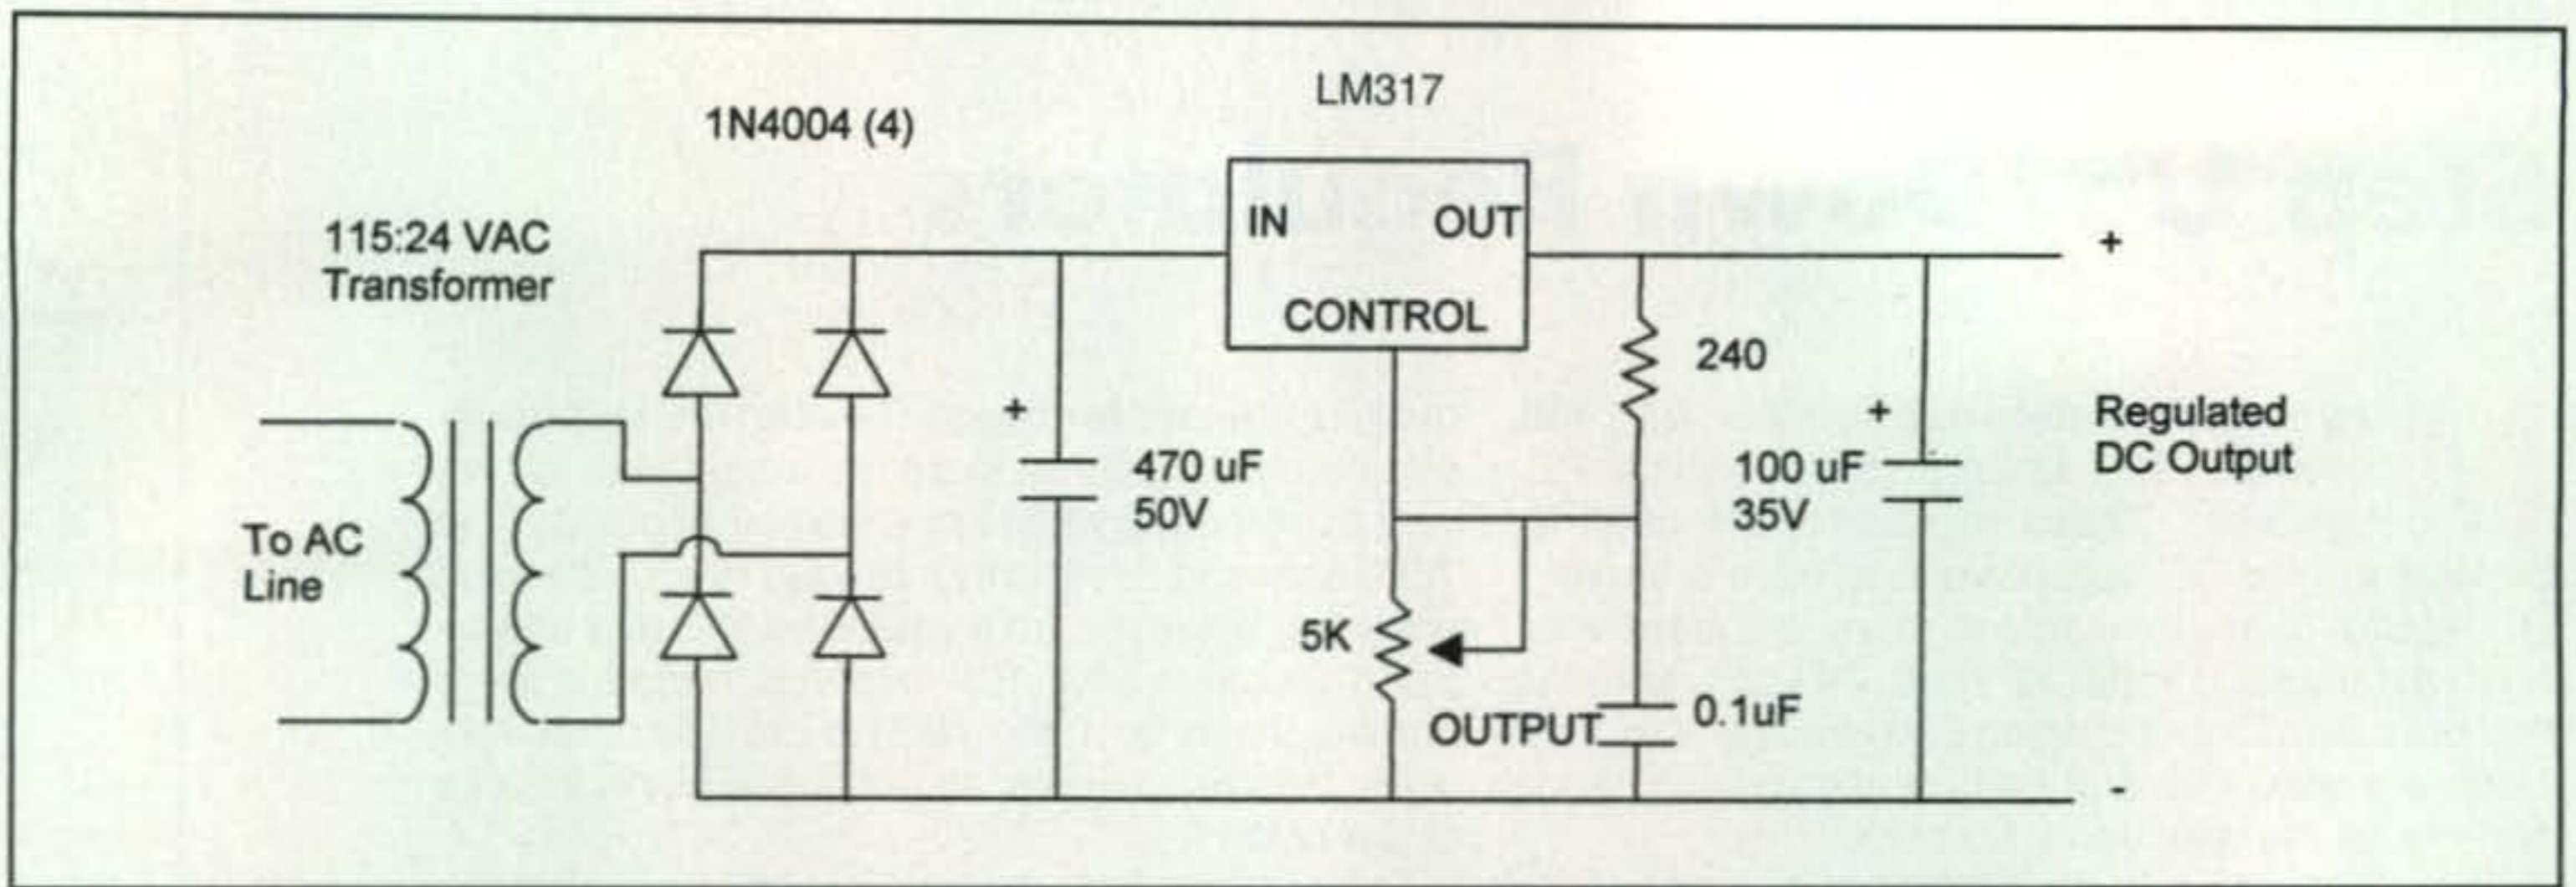 LM317
1N4004 (4)
115:24 VAC
Transformer
IN
OUT
CONTROL
+
240
+
470 uF
50V
+
100 uF
35V
Regulated
DC Output
To AC
Line
5K
OUTPUT
0.1uF
-